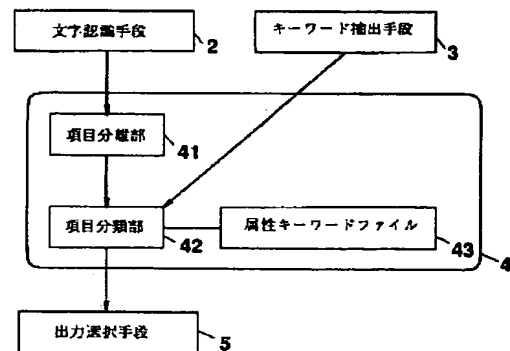 文字認識手段
2
キーワード抽出手段
3
項目分離部
41
項目分類部
42
属性キーワードファイル
43
4
出力選択手段
5